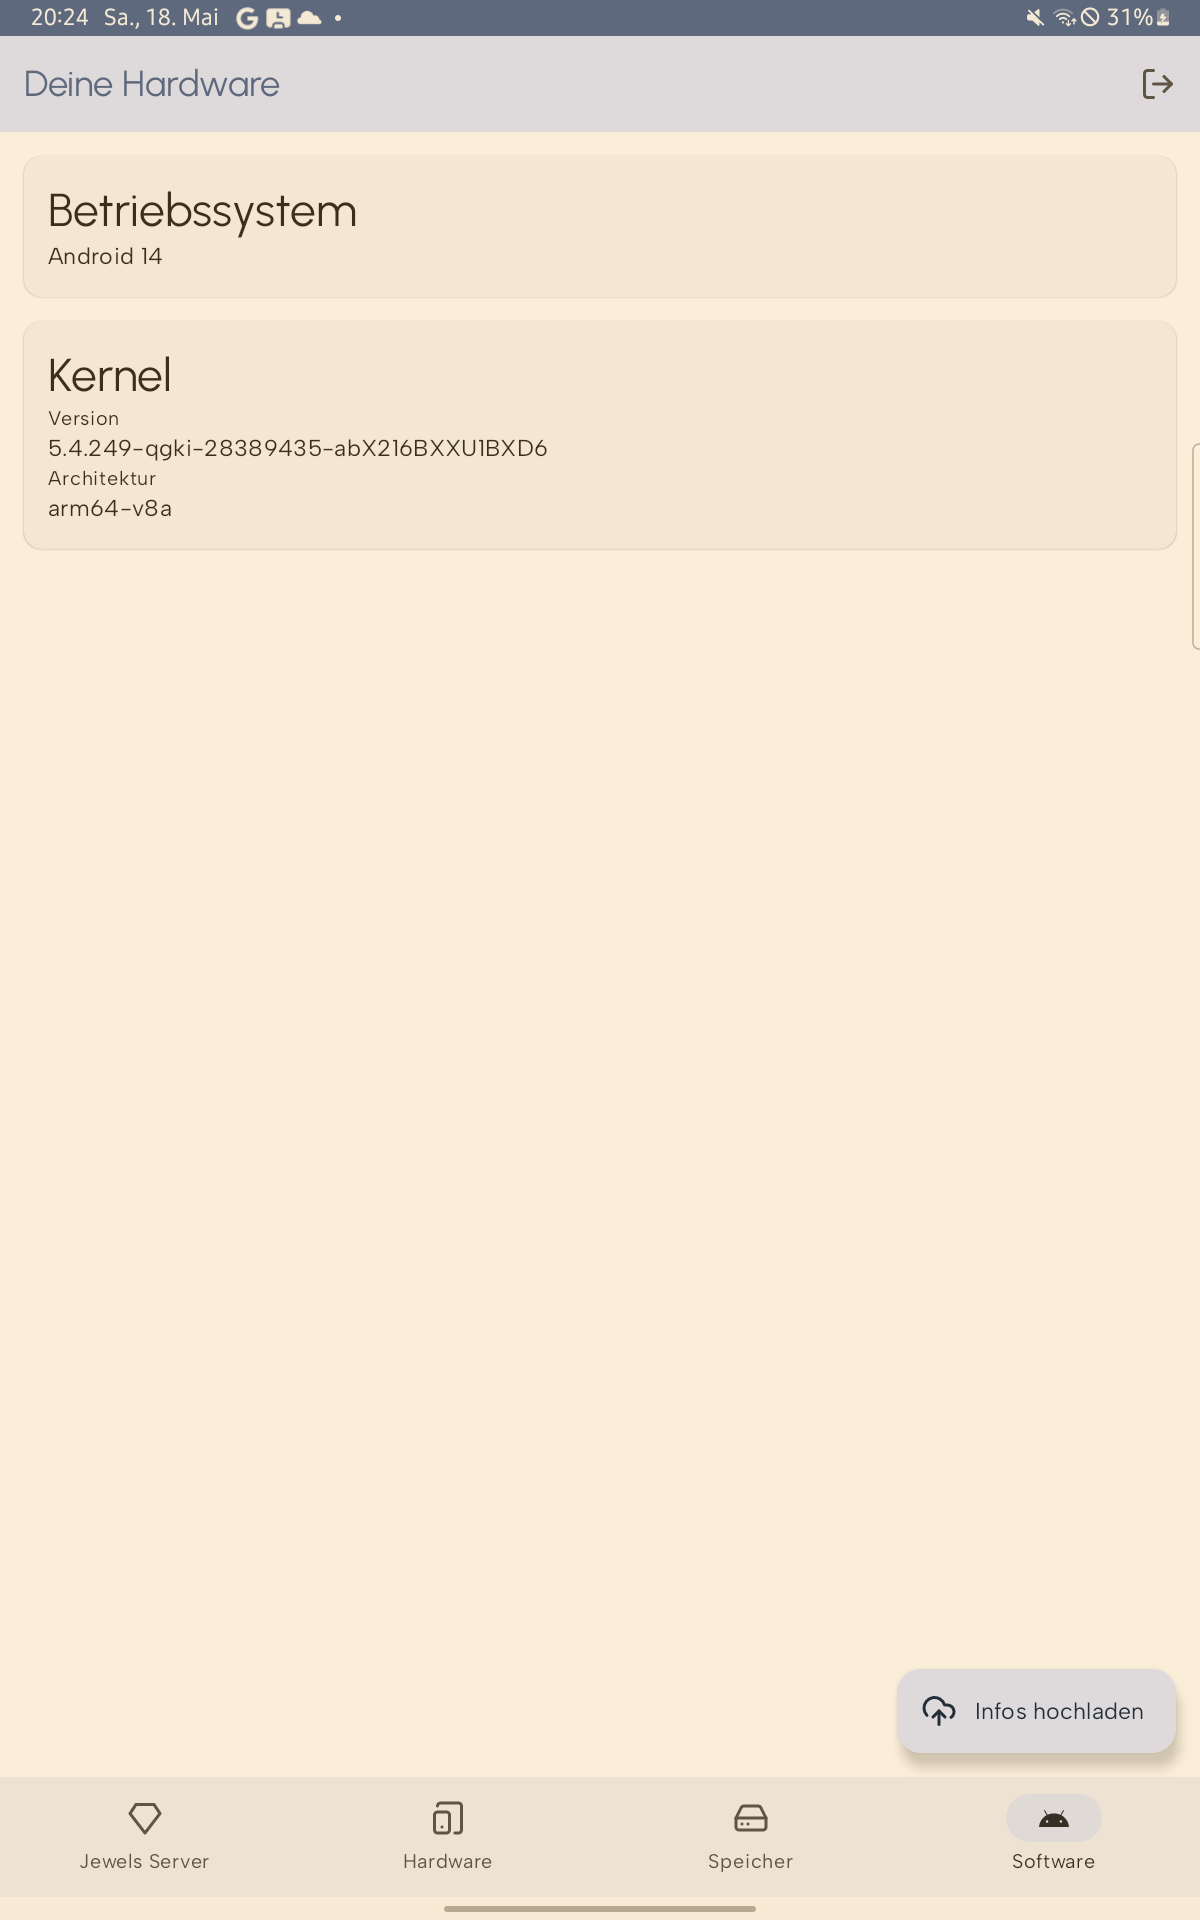 20:24 Sa., 18. Mai 31%
Deine Hardware
Betriebssystem
Android 14
Kernel
Version
5.4.249-qgki-28389435-abX216BXXU1BXD6
Architektur
arm64-v8a
Infos hochladen
Jewels Server Hardware Speicher Software